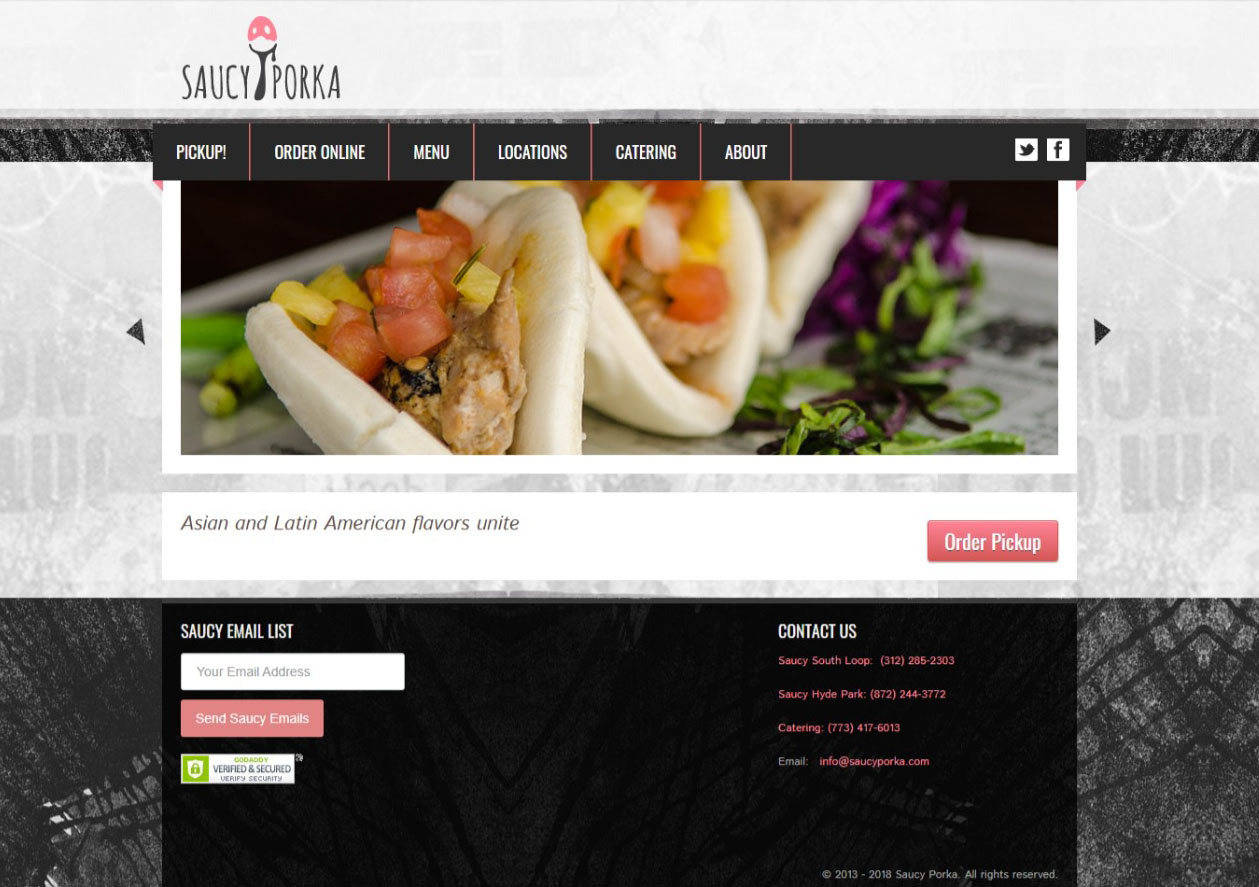 SAUCY PORKA
PICKUP!
ORDER ONLINE
MENU
LOCATIONS
CATERING
ABOUT
Asian and Latin American flavors unite
Order Pickup
SAUCY EMAIL LIST
Your Email Address
Send Saucy Emails
GODADDY
VERIFIED & SECURED
VERIFY SECURITY
CONTACT US
Saucy South Loop: (312) 285-2303
Saucy Hyde Park: (872) 244-3772
Catering: (773) 417-6013
Email: info@saucyporka.com
© 2013 - 2018 Saucy Porka. All rights reserved.